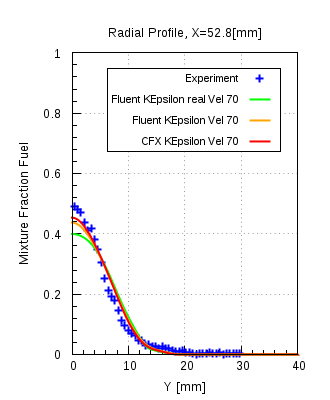 Radial Profile, X=52.8[mm]
1
0.8
0.6
0.4
0.2
0
Mixture Fraction Fuel
Experiment
Fluent KEpsilon real Vel 70
Fluent KEpsilon Vel 70
CFX KEpsilon Vel 70
0 10 20 30 40
Y [mm]